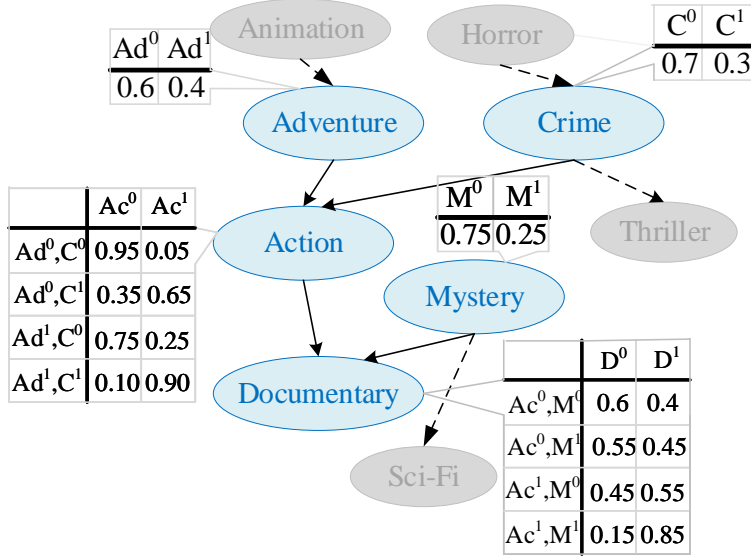 Animation
Horror
Ad⁰ Ad¹
0.6 0.4
C⁰ C¹
0.7 0.3
Adventure
Crime
Ac⁰ Ac¹
Ad⁰,C⁰ 0.95 0.05
Ad⁰,C¹ 0.35 0.65
Ad¹,C⁰ 0.75 0.25
Ad¹,C¹ 0.10 0.90
M⁰ M¹
0.75 0.25
Action
Thriller
Mystery
Documentary
D⁰ D¹
Ac⁰,M⁰ 0.6 0.4
Ac⁰,M¹ 0.55 0.45
Ac¹,M⁰ 0.45 0.55
Ac¹,M¹ 0.15 0.85
Sci-Fi